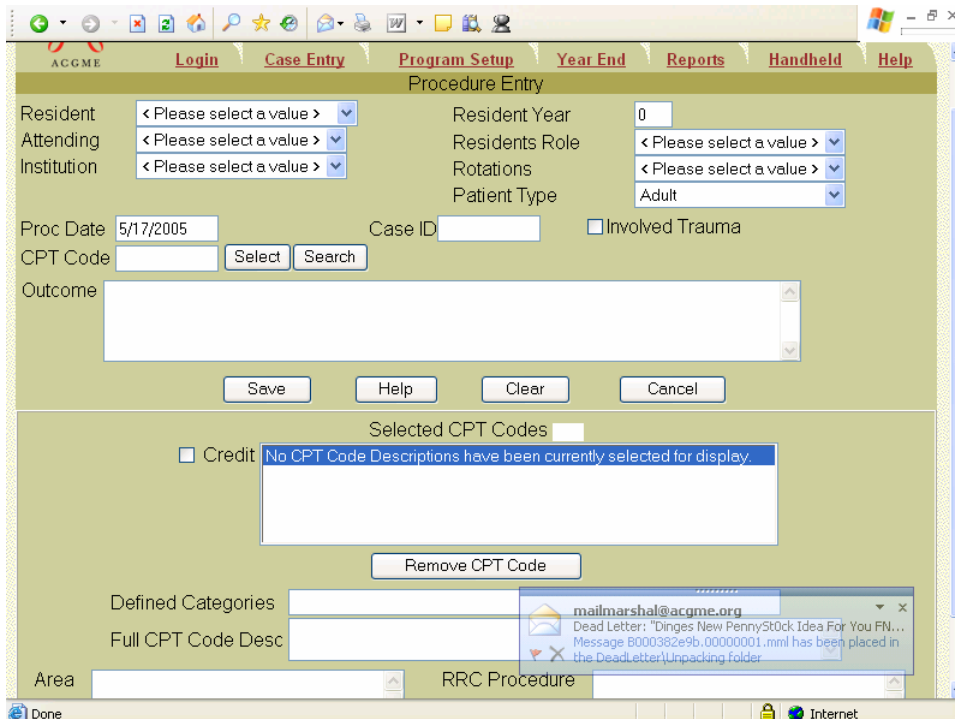 ACGME Login Case Entry Program Setup Year End Reports Handheld Help
Procedure Entry
Resident < Please select a value > Resident Year 0
Attending < Please select a value > Residents Role < Please select a value >
Institution < Please select a value > Rotations < Please select a value >
Patient Type Adult
Proc Date 5/17/2005 Case ID Involved Trauma
CPT Code Select Search
Outcome
Save Help Clear Cancel
Selected CPT Codes
Credit No CPT Code Descriptions have been currently selected for display.
Remove CPT Code
Defined Categories
Full CPT Code Desc
mailmarshal@acgme.org
Dead Letter: "Dinges New PennySt0ck Idea For You FN...
Message B000382e9b.00000001.mml has been placed in
the DeadLetter\Unpacking folder
Area RRC Procedure
Done Internet